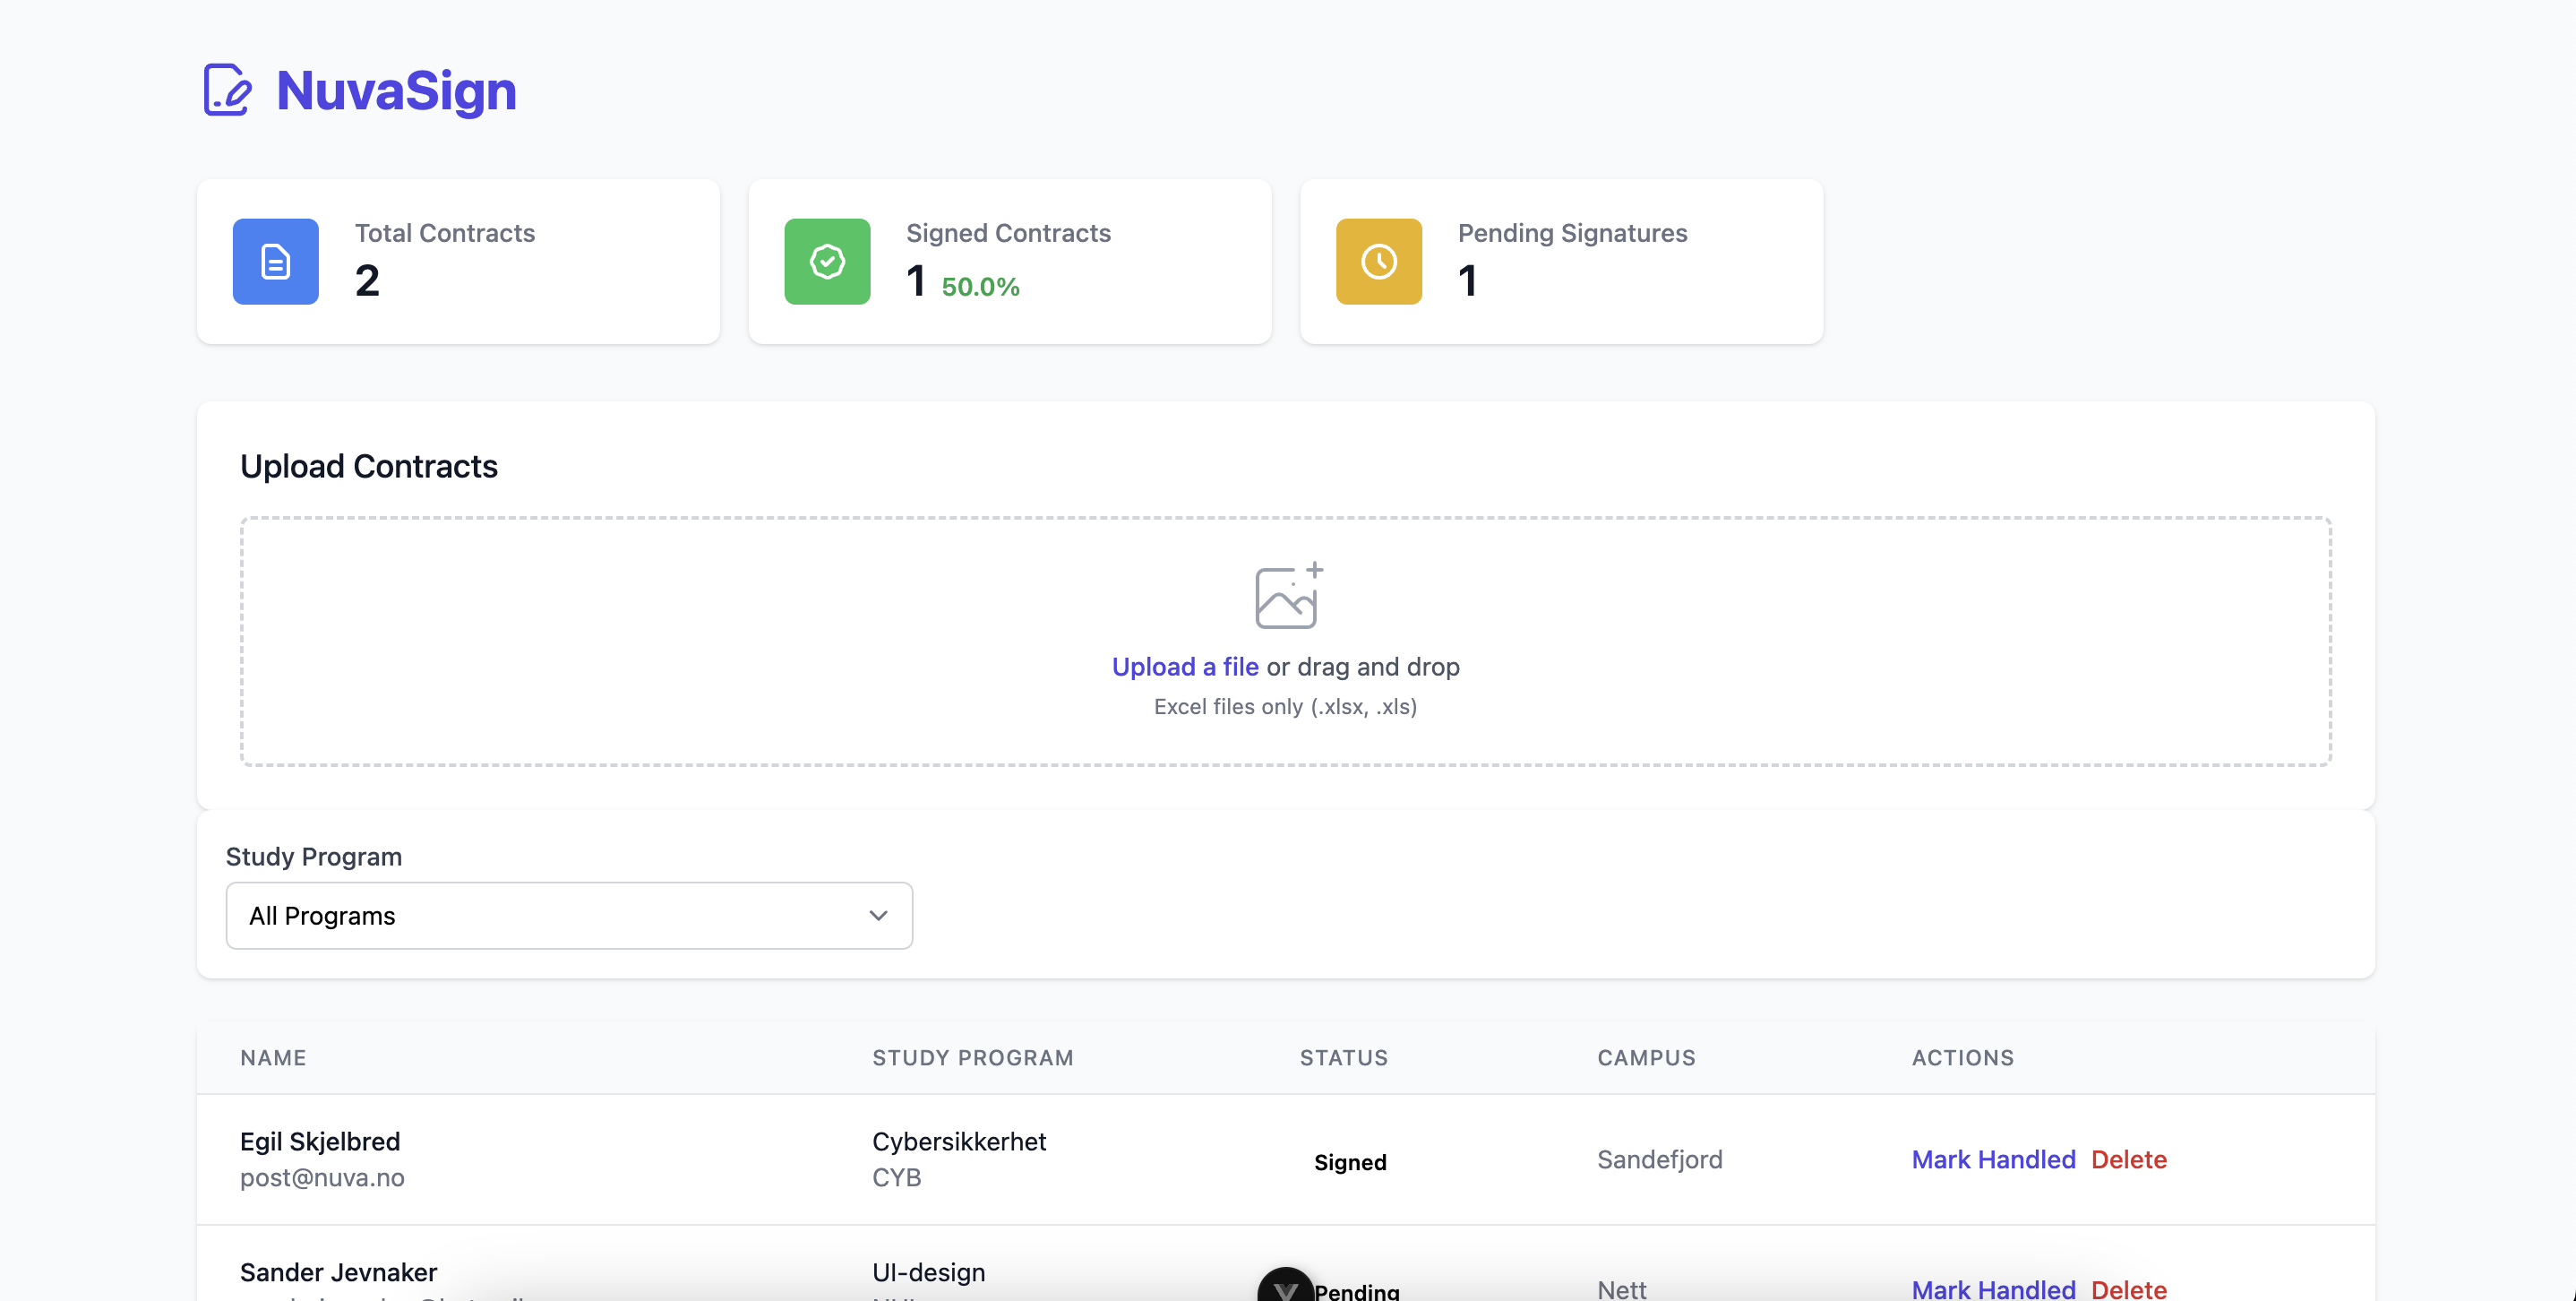 NuvaSign
Total Contracts
2
Signed Contracts
1 50.0%
Pending Signatures
1
Upload Contracts
Upload a file or drag and drop
Excel files only (.xlsx, .xls)
Study Program
All Programs
NAME STUDY PROGRAM STATUS CAMPUS ACTIONS
Egil Skjelbred Cybersikkerhet Signed Sandefjord Mark Handled Delete
post@nuva.no CYB
Sander Jevnaker UI-design Pending Nett Mark Handled Delete